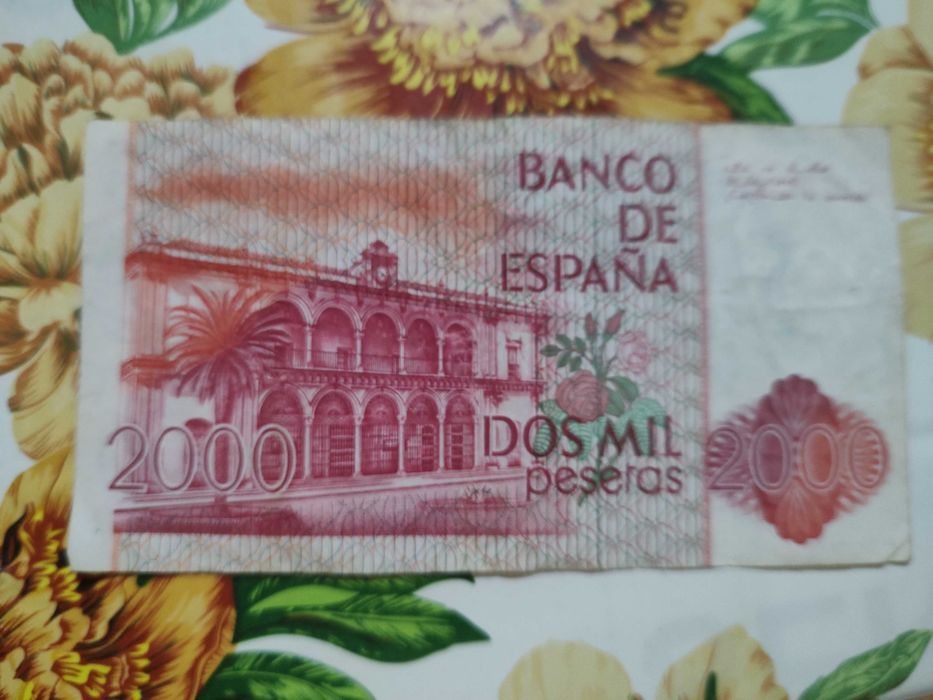 BANCO
DE
ESPAÑA
2000
DOS MIL
pesetas
2000